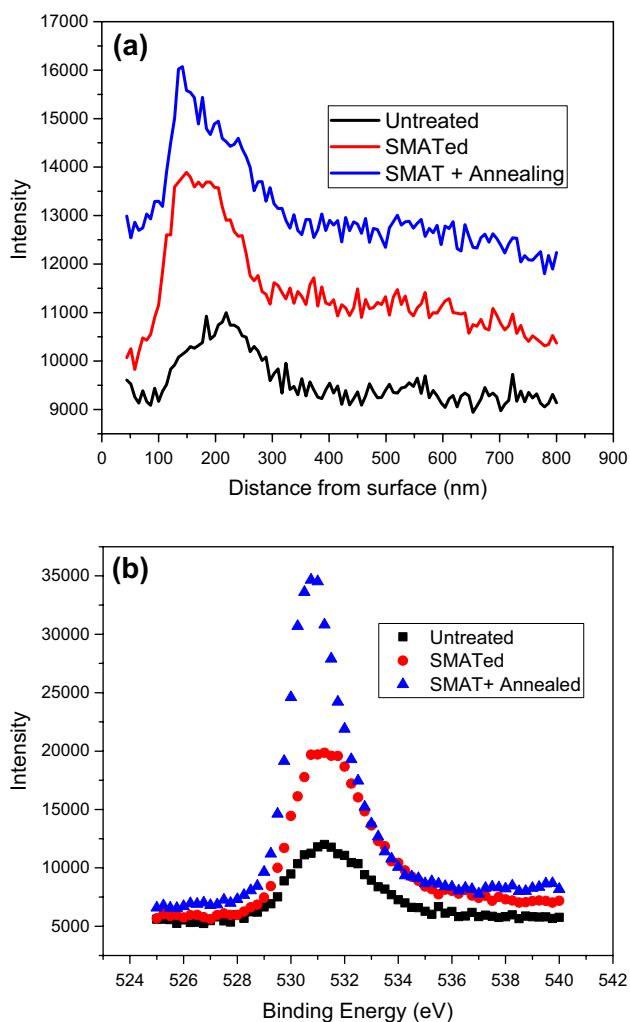 (a)
17000
16000
15000
14000
13000
12000
11000
10000
9000
Intensity
Untreated
SMATed
SMAT + Annealing
0 100 200 300 400 500 600 700 800 900
Distance from surface (nm)
(b)
35000
30000
25000
20000
15000
10000
5000
Intensity
Untreated
SMATed
SMAT+ Annealed
524 526 528 530 532 534 536 538 540 542
Binding Energy (eV)